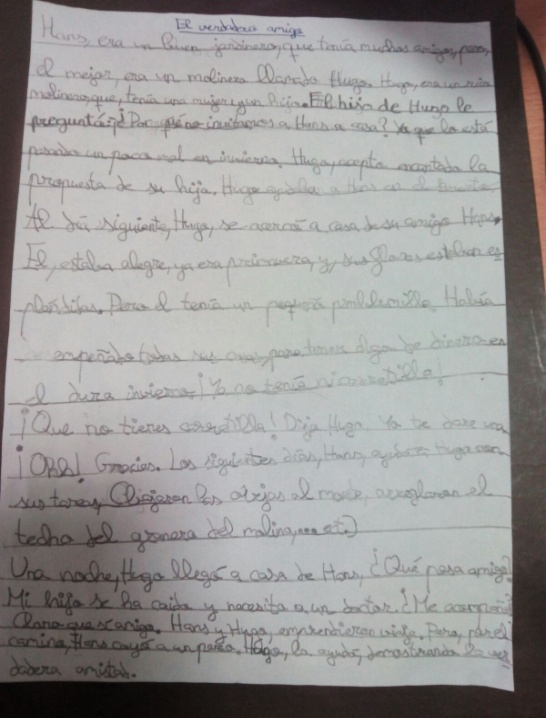 El verdadero amigo
Hans, era un buen jardinero, que tenía muchos amigos, pero,
el mejor, era un molinero llamado Hugo. Hugo, era un rico
molinero, que, tenía una mujer y un hijo. El hijo de Hugo le
preguntó: ¿Por qué no invitamos a Hans a casa? Ya que lo está
pasando un poco mal en invierno. Hugo, acepta encantado la
propuesta de su hijo. Hugo ayuda a Hans en el huerto.
Al día siguiente, Hugo, se acercó a casa de su amigo Hans.
Él, estaba alegre, ya era primavera, y, sus flores estaban es
pléndidas. Pero él tenía un pequeño problemilla. Había
empeñado todas sus cosas, para tener algo de dinero en
el duro invierno ¡Ya no tenía ni carretilla!
¡Que no tienes carretilla! Dijo Hugo. Yo te daré una
¡Ohh! Gracias. Los siguientes días, Hans, ayudó a Hugo con
sus tareas, (Llevaron las ovejas al monte, arreglaron el
techo del granero del molino,... et.)
Una noche, Hugo llegó a casa de Hans, ¿Qué pasa amigo?
Mi hijo se ha caído y necesita a un doctor. ¿Me acompaña?
Claro que sí amigo. Hans y Hugo, emprendieron viaje. Pero, por el
camino, Hans cayó a un pozo. Hugo, lo ayudó, demostrando la ver
dadera amistad.